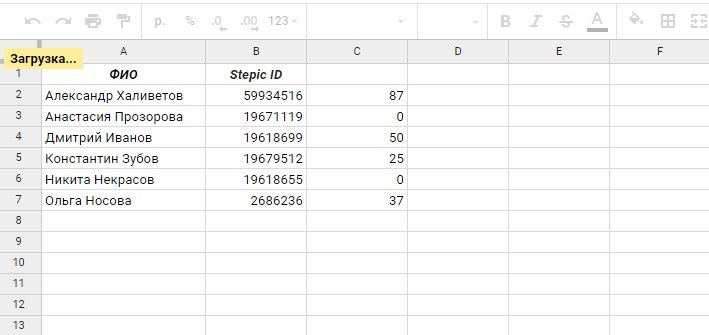 р. % .0 .00 123
B I S A
Загрузка...
A B C D E F
1 ФИО Stepic ID
2 Александр Халиветов 59934516 87
3 Анастасия Прозорова 19671119 0
4 Дмитрий Иванов 19618699 50
5 Константин Зубов 19679512 25
6 Никита Некрасов 19618655 0
7 Ольга Носова 2686236 37
8
9
10
11
12
13